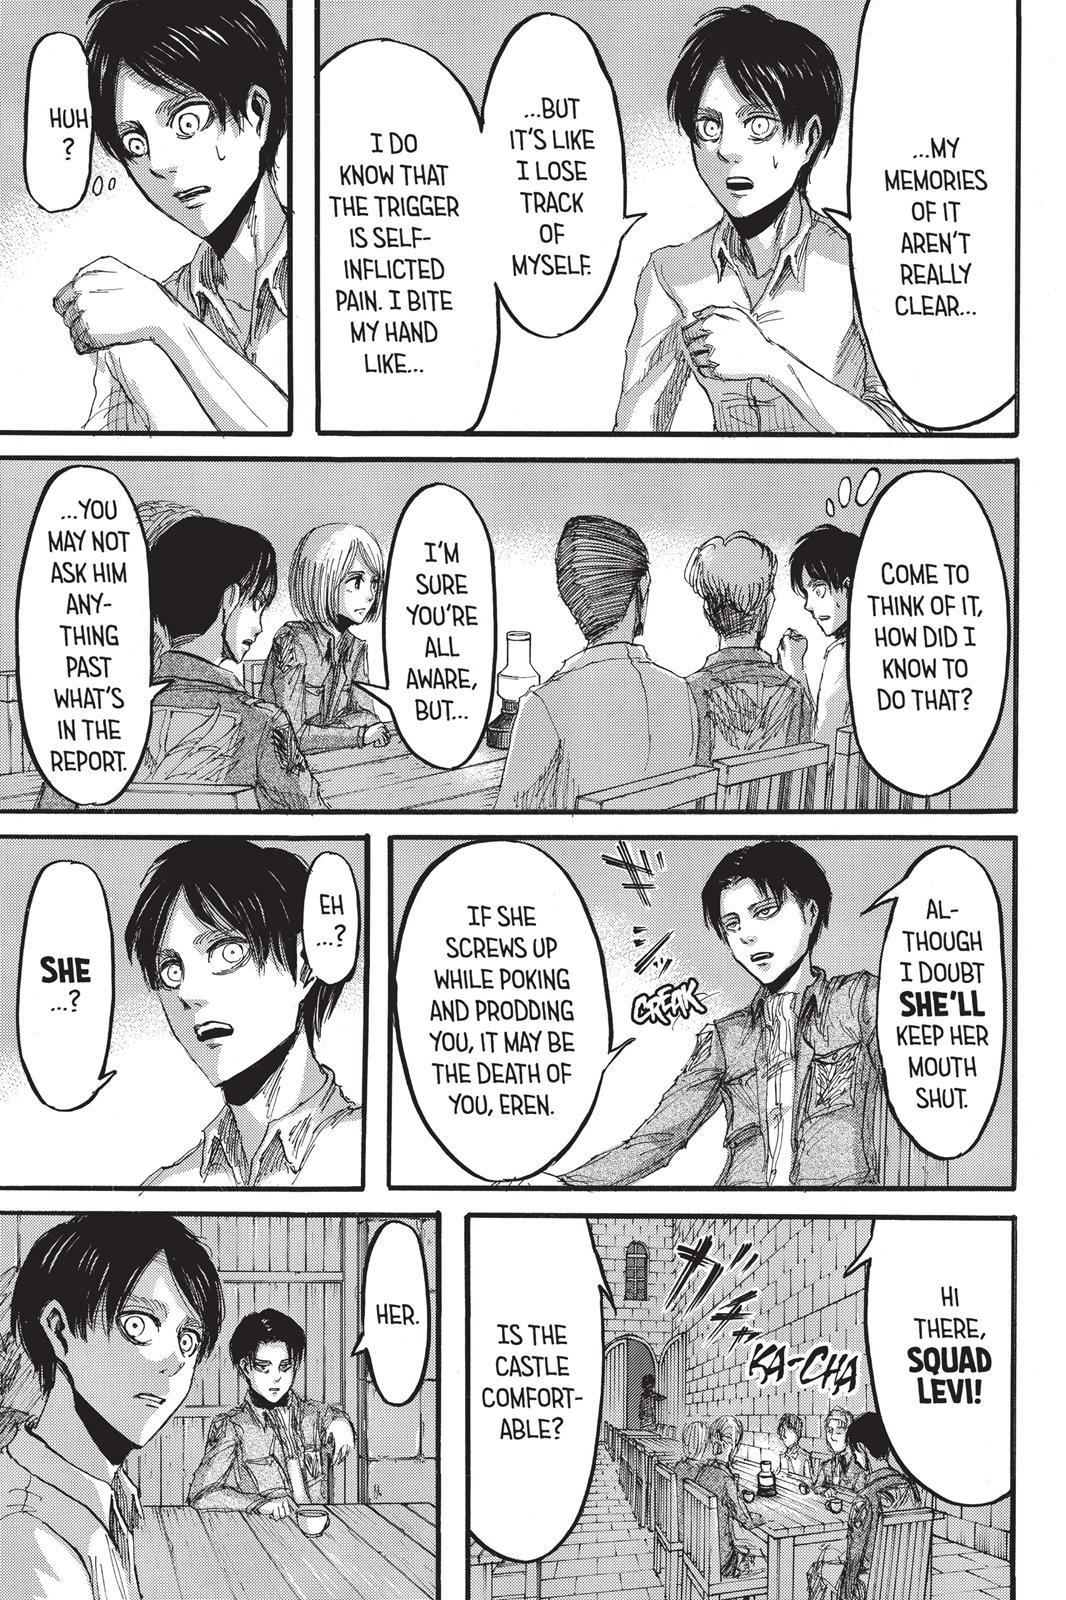 ...MY
MEMORIES
OF IT
AREN'T
REALLY
CLEAR...
...BUT
IT'S LIKE
I LOSE
TRACK
OF
MYSELF.
I DO
KNOW THAT
THE TRIGGER
IS SELF-
INFLICTED
PAIN. I BITE
MY HAND
LIKE...
HUH
?
COME TO
THINK OF IT,
HOW DID I
KNOW TO
DO THAT?
I'M
SURE
YOU'RE
ALL
AWARE,
BUT...
...YOU
MAY NOT
ASK HIM
ANY-
THING
PAST
WHAT'S
IN THE
REPORT.
AL-
THOUGH
I DOUBT
SHE'LL
KEEP HER
MOUTH
SHUT.
CREAK
IF SHE
SCREWS UP
WHILE POKING
AND PRODDING
YOU, IT MAY BE
THE DEATH OF
YOU, EREN.
EH
...?
SHE
...?
HI
THERE,
SQUAD
LEVI!
KA-CHA
IS THE
CASTLE
COMFORT-
ABLE?
HER.